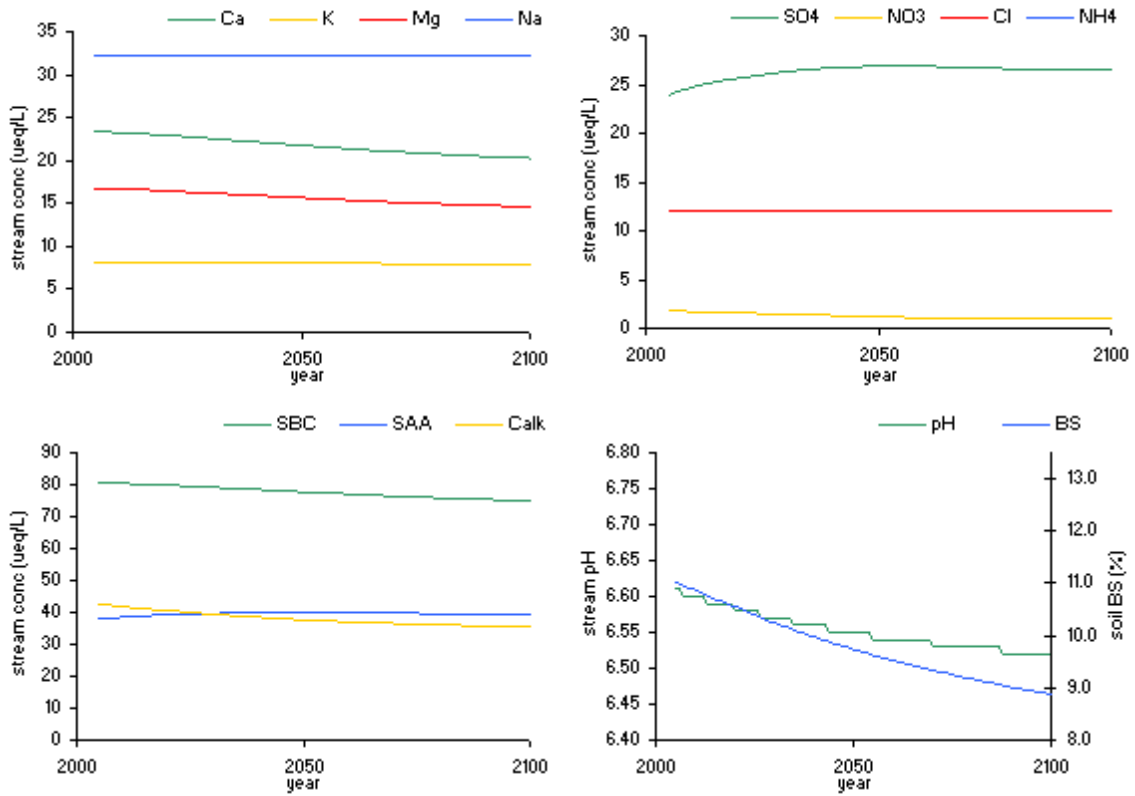 Ca K Mg Na
35
30
25
20
15
10
5
0
stream conc (ueq/L)
2000 2050 2100
year
SO4 NO3 Cl NH4
30
25
20
15
10
5
0
stream conc (ueq/L)
2000 2050 2100
year
SBC SAA Calk
90
80
70
60
50
40
30
20
10
0
stream conc (ueq/L)
2000 2050 2100
year
pH BS
6.80
6.75
6.70
6.65
6.60
6.55
6.50
6.45
6.40
stream pH
13.0
12.0
11.0
10.0
9.0
8.0
soil BS (%)
2000 2050 2100
year